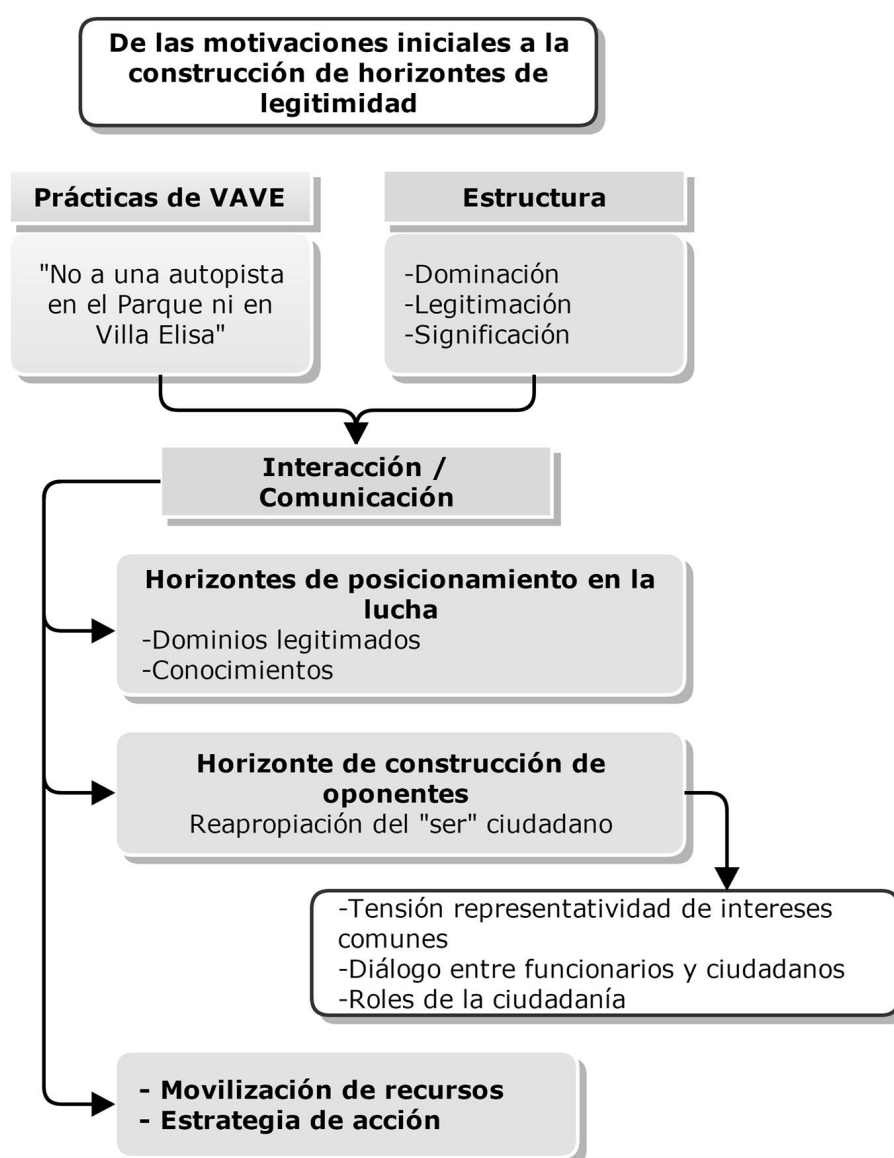 De las motivaciones iniciales a la
construcción de horizontes de
legitimidad
Prácticas de VAVE
Estructura
"No a una autopista
en el Parque ni en
Villa Elisa"
-Dominación
-Legitimación
-Significación
Interacción /
Comunicación
Horizontes de posicionamiento en la
lucha
-Dominios legitimados
-Conocimientos
Horizonte de construcción de
oponentes
Reapropiación del "ser" ciudadano
-Tensión representatividad de intereses
comunes
-Diálogo entre funcionarios y ciudadanos
-Roles de la ciudadanía
- Movilización de recursos
- Estrategia de acción